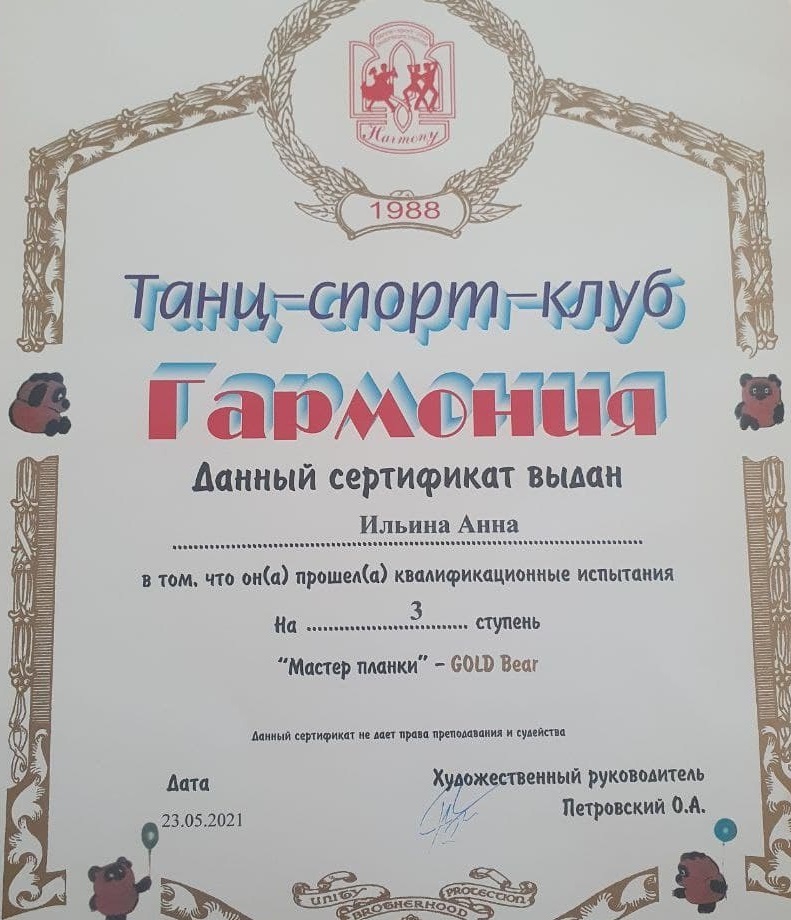 Harmony
1988
Танц-спорт-клуб
Гармония
Данный сертификат выдан
Ильина Анна
в том, что он(а) прошел(а) квалификационные испытания
На 3 ступень
"Мастер планки" - GOLD Bear
Данный сертификат не дает права преподавания и судейства
Дата
Художественный руководитель
23.05.2021
Петровский О.А.
UNITY
PROTECTION
BROTHERHOOD